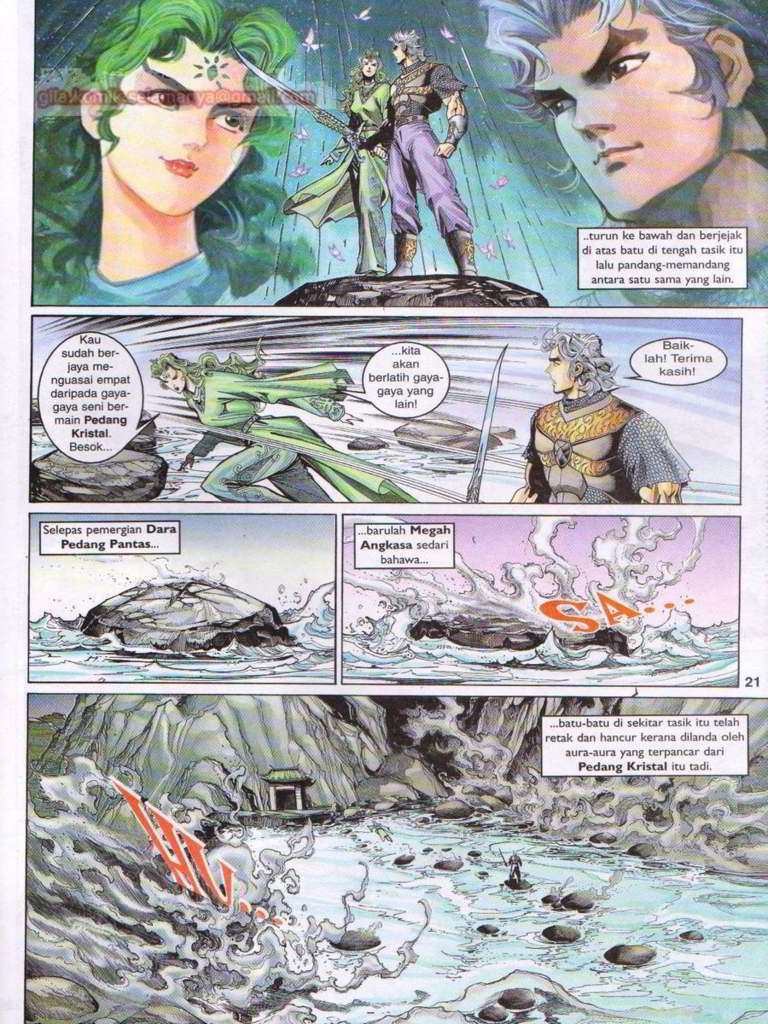 gilakomik.selamanya@gmail.com
..turun ke bawah dan berjejak
di atas batu di tengah tasik itu
lalu pandang-memandang
antara satu sama yang lain.
Kau
sudah ber-
jaya me-
nguasai empat
daripada gaya-
gaya seni ber-
main Pedang
Kristal.
Besok...
...kita
akan
berlatih gaya-
gaya yang
lain!
Baik-
lah! Terima
kasih!
Selepas pemergian Dara
Pedang Pantas...
...barulah Megah
Angkasa sedari
bahawa...
SA...
21
...batu-batu di sekitar tasik itu telah
retak dan hancur kerana dilanda oleh
aura-aura yang terpancar dari
Pedang Kristal itu tadi.
HU...